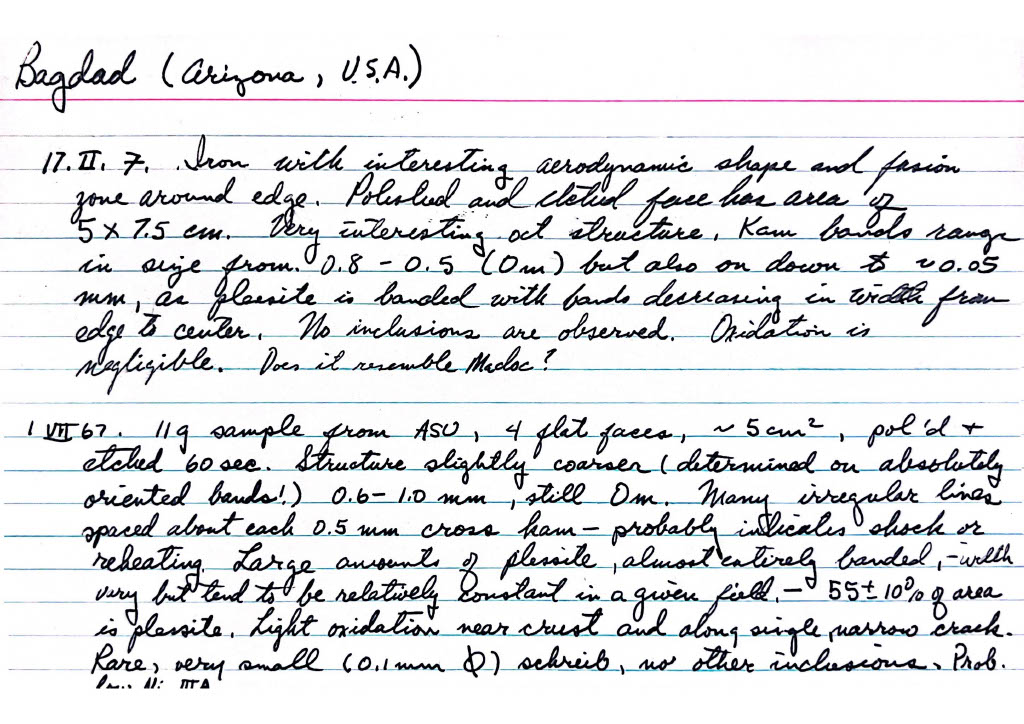 Bagdad (Arizona, U.S.A.)
17. II. 7. Iron with interesting aerodynamic shape and fusion
zone around edge. Polished and etched face has area of
5 x 7.5 cm. Very interesting oct structure. Kam bands range
in size from 0.8 - 0.5 (Om) but also on down to ~0.05
mm, as plessite is banded with bands decreasing in width from
edge to center. No inclusions are observed. Oxidation is
negligible. Does it resemble Madoc?
1 VII 67. 11g sample from ASU, 4 flat faces, ~ 5 cm², pol'd +
etched 60 sec. Structure slightly coarser (determined on absolutely
oriented bands!) 0.6 - 1.0 mm, still Om. Many irregular lines
spaced about each 0.5 mm cross kam - probably indicates shock or
reheating. Large amounts of plessite, almost entirely banded, - width
vary but tend to be relatively constant in a given field. - 55± 10% of area
is plessite. Light oxidation near crust and along single, narrow crack.
Rare, very small (0.1 mm Φ) schreib, no other inclusions. Prob.